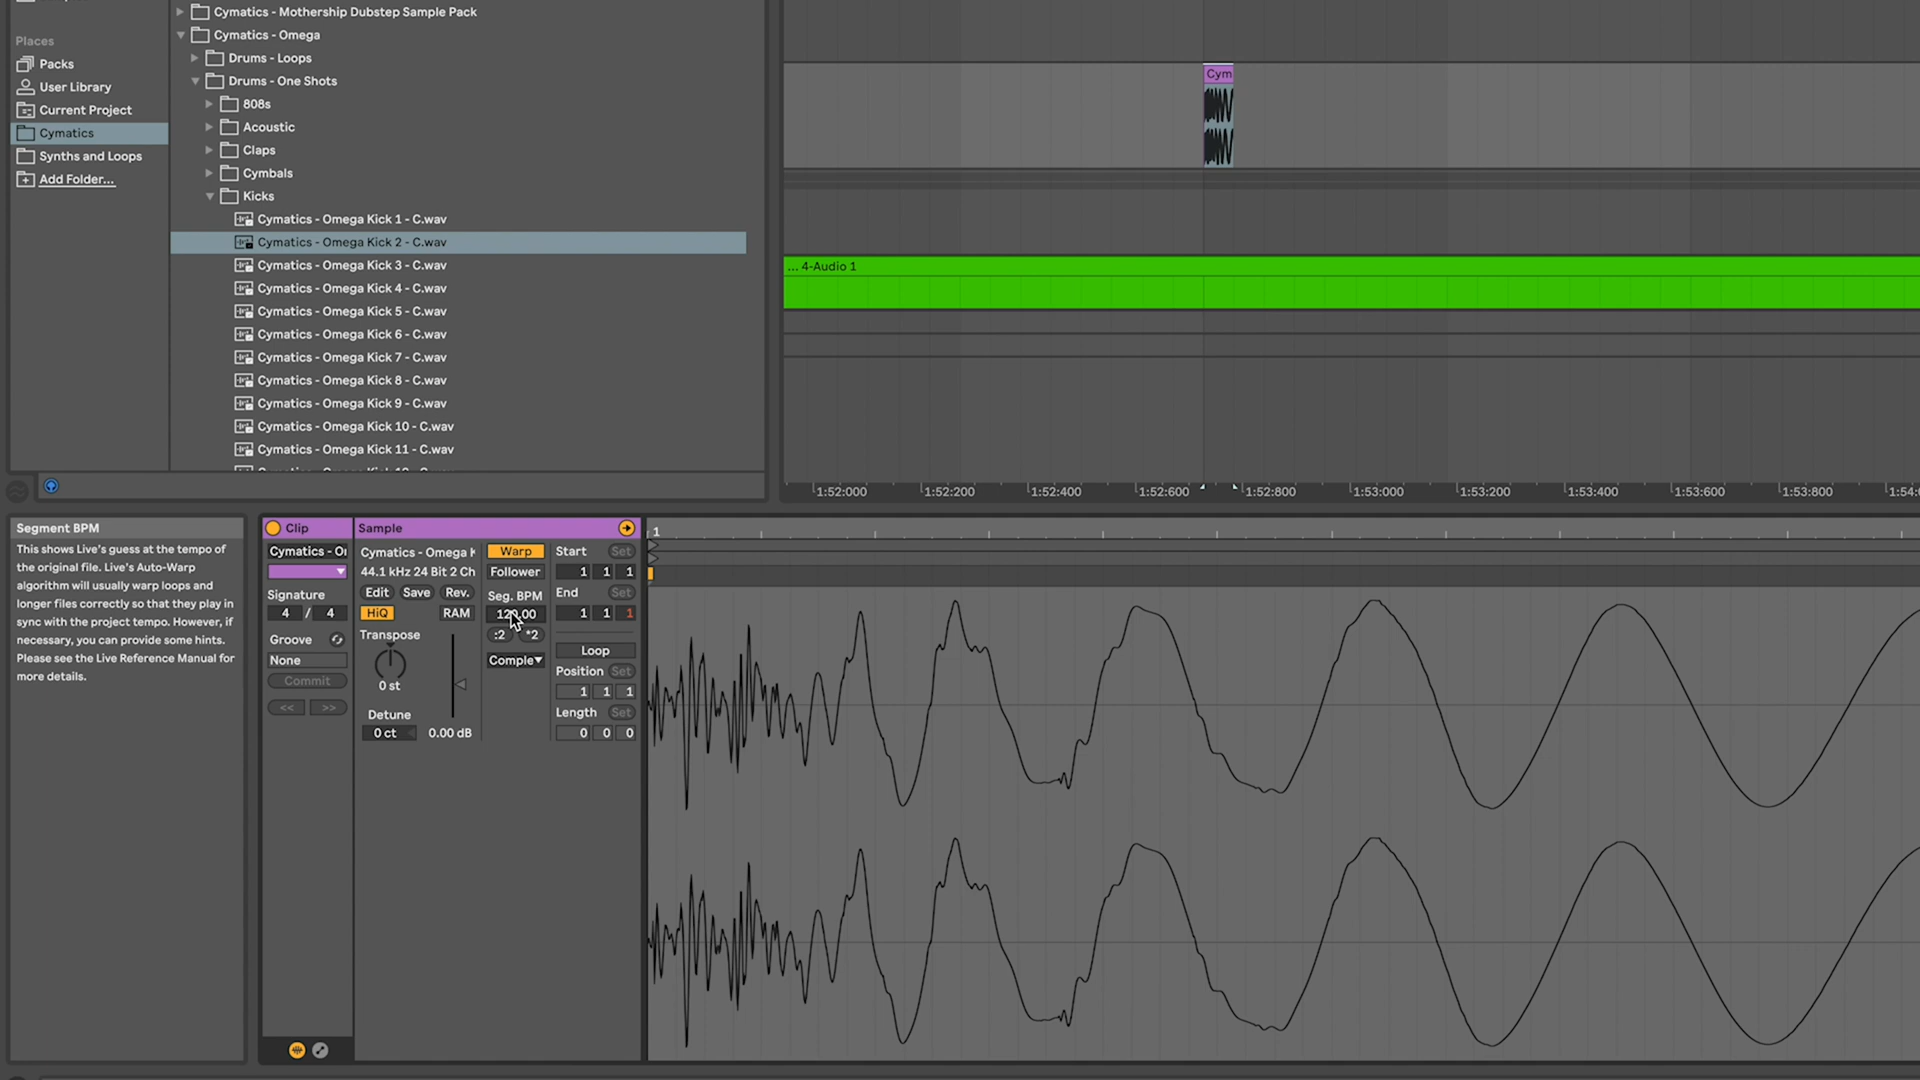 Cymatics - Mothership Dubstep Sample Pack
Places
Cymatics - Omega
Packs
Drums - Loops
User Library
Drums - One Shots
Current Project
808s
Cymatics
Acoustic
Synths and Loops
Claps
Add Folder...
Cymbals
Kicks
Cymatics - Omega Kick 1 - C.wav
Cymatics - Omega Kick 2 - C.wav
Cymatics - Omega Kick 3 - C.wav
Cymatics - Omega Kick 4 - C.wav
Cymatics - Omega Kick 5 - C.wav
Cymatics - Omega Kick 6 - C.wav
Cymatics - Omega Kick 7 - C.wav
Cymatics - Omega Kick 8 - C.wav
Cymatics - Omega Kick 9 - C.wav
Cymatics - Omega Kick 10 - C.wav
Cymatics - Omega Kick 11 - C.wav
Cym
... 4-Audio 1
1:52:000 1:52:200 1:52:400 1:52:600 1:52:800 1:53:000 1:53:200 1:53:400 1:53:600 1:53:800 1:54:
Segment BPM
This shows Live's guess at the tempo of
the original file. Live's Auto-Warp
algorithm will usually warp loops and
longer files correctly so that they play in
sync with the project tempo. However, if
necessary, you can provide some hints.
Please see the Live Reference Manual for
more details.
Clip
Cymatics - O
Signature
4 / 4
Groove
None
Commit
<< >>
Sample
Cymatics - Omega K
44.1 kHz 24 Bit 2 Ch
Edit Save Rev.
HiQ RAM
Transpose
0 st
Detune
0 ct 0.00 dB
Warp
Follower
Seg. BPM
120.00
:2 *2
Comple
Start Set
1 1 1
End Set
1 1 1
Loop
Position Set
1 1 1
Length Set
0 0 0
1